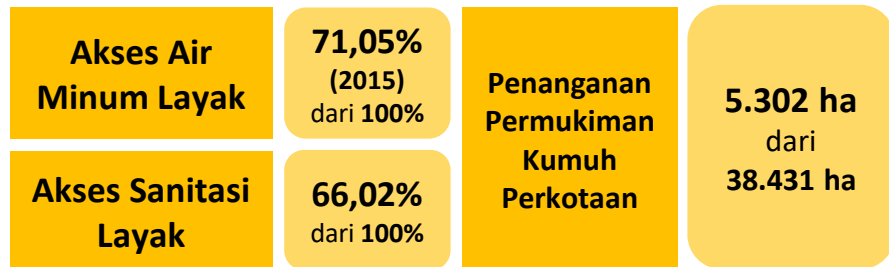 Akses Air
Minum Layak
71,05%
(2015)
dari 100%
Akses Sanitasi
Layak
66,02%
dari 100%
Penanganan
Permukiman
Kumuh
Perkotaan
5.302 ha
dari
38.431 ha